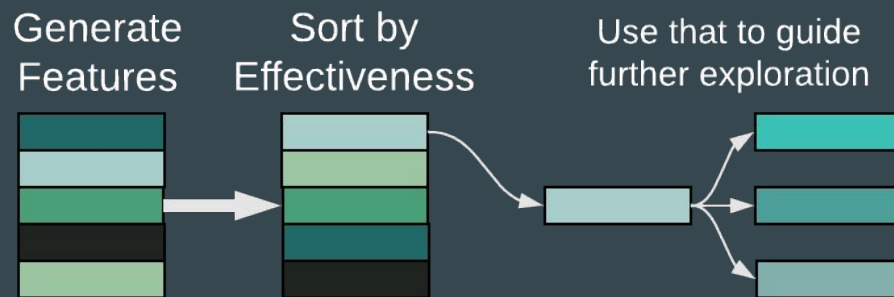 Generate
Features
Sort by
Effectiveness
Use that to guide
further exploration